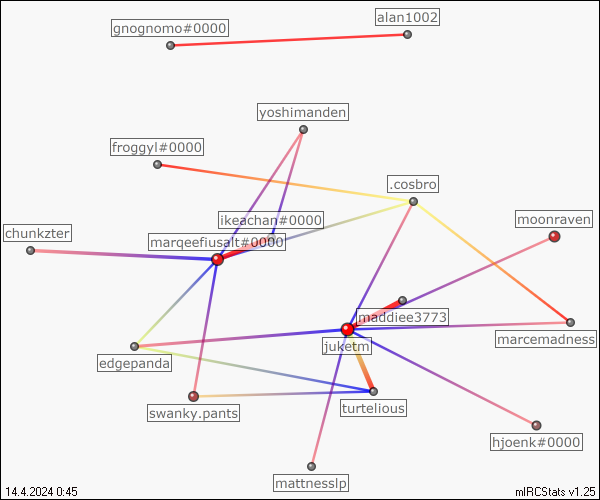 alan1002
gnognomo#0000
yoshimanden
froggyl#0000
.cosbro
ikeachan#0000
moonraven
chunkzter
marqeefiusalt#0000
maddiee3773
marcemadness
juketm
edgepanda
turtelious
swanky.pants
hjoenk#0000
mattnesslp
14.4.2024 0:45
mIRCStats v1.25